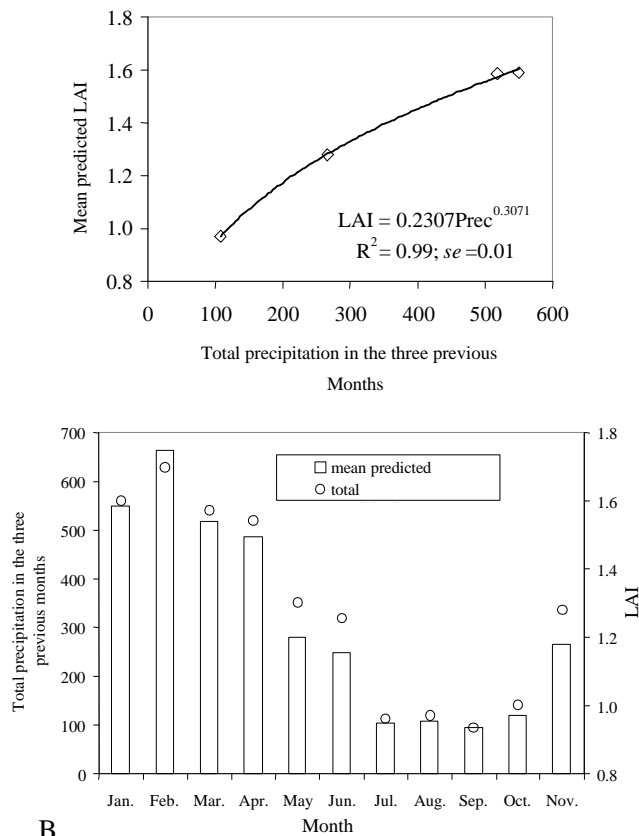 1.8
1.6
1.4
1.2
1.0
0.8
Mean predicted LAI
LAI = 0.2307Prec^0.3071
R^2 = 0.99; se =0.01
0 100 200 300 400 500 600
Total precipitation in the three previous
Months
700
600
500
400
300
200
100
0
Total precipitation in the three
previous months
mean predicted
total
1.8
1.6
1.4
1.2
1.0
0.8
LAI
Jan. Feb. Mar. Apr. May Jun. Jul. Aug. Sep. Oct. Nov.
Month
B